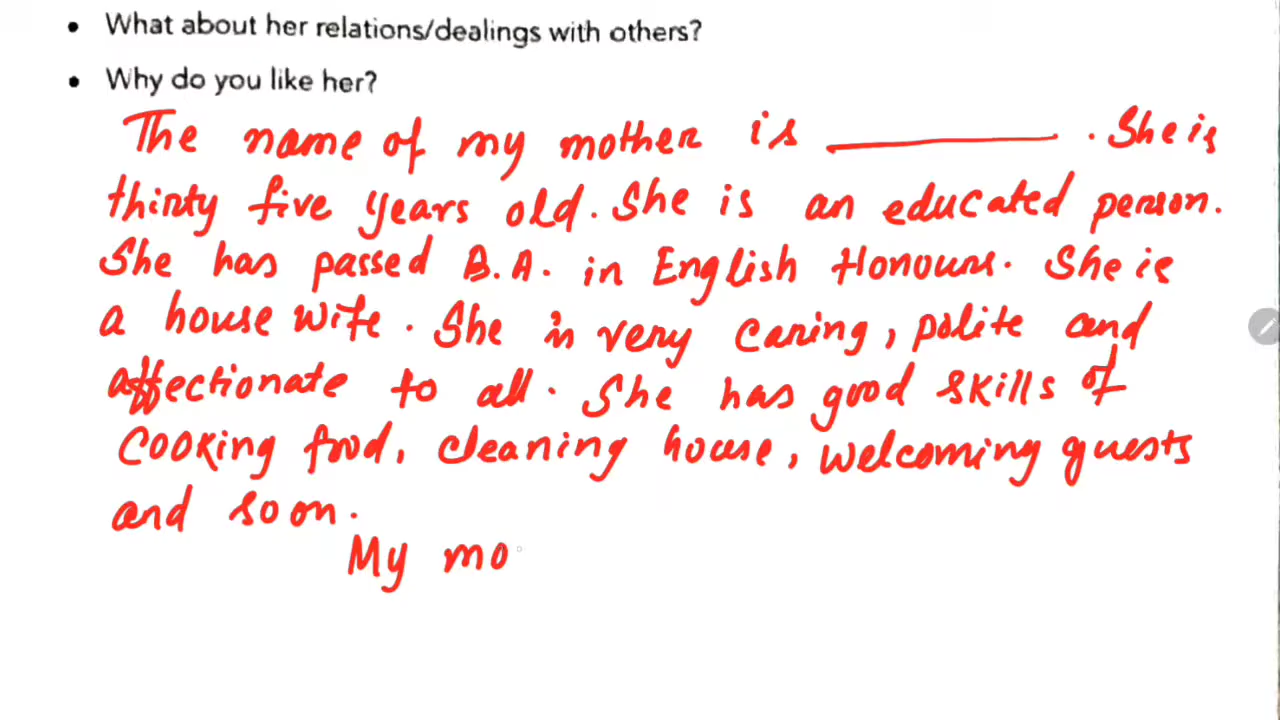 • What about her relations/dealings with others?
• Why do you like her?
The name of my mother is ________. She is
thirty five years old. She is an educated person.
She has passed B.A. in English Honours. She is
a house wife. She is very caring, polite and
affectionate to all. She has good skills of
cooking food, cleaning house, welcoming guests
and soon.
My mo